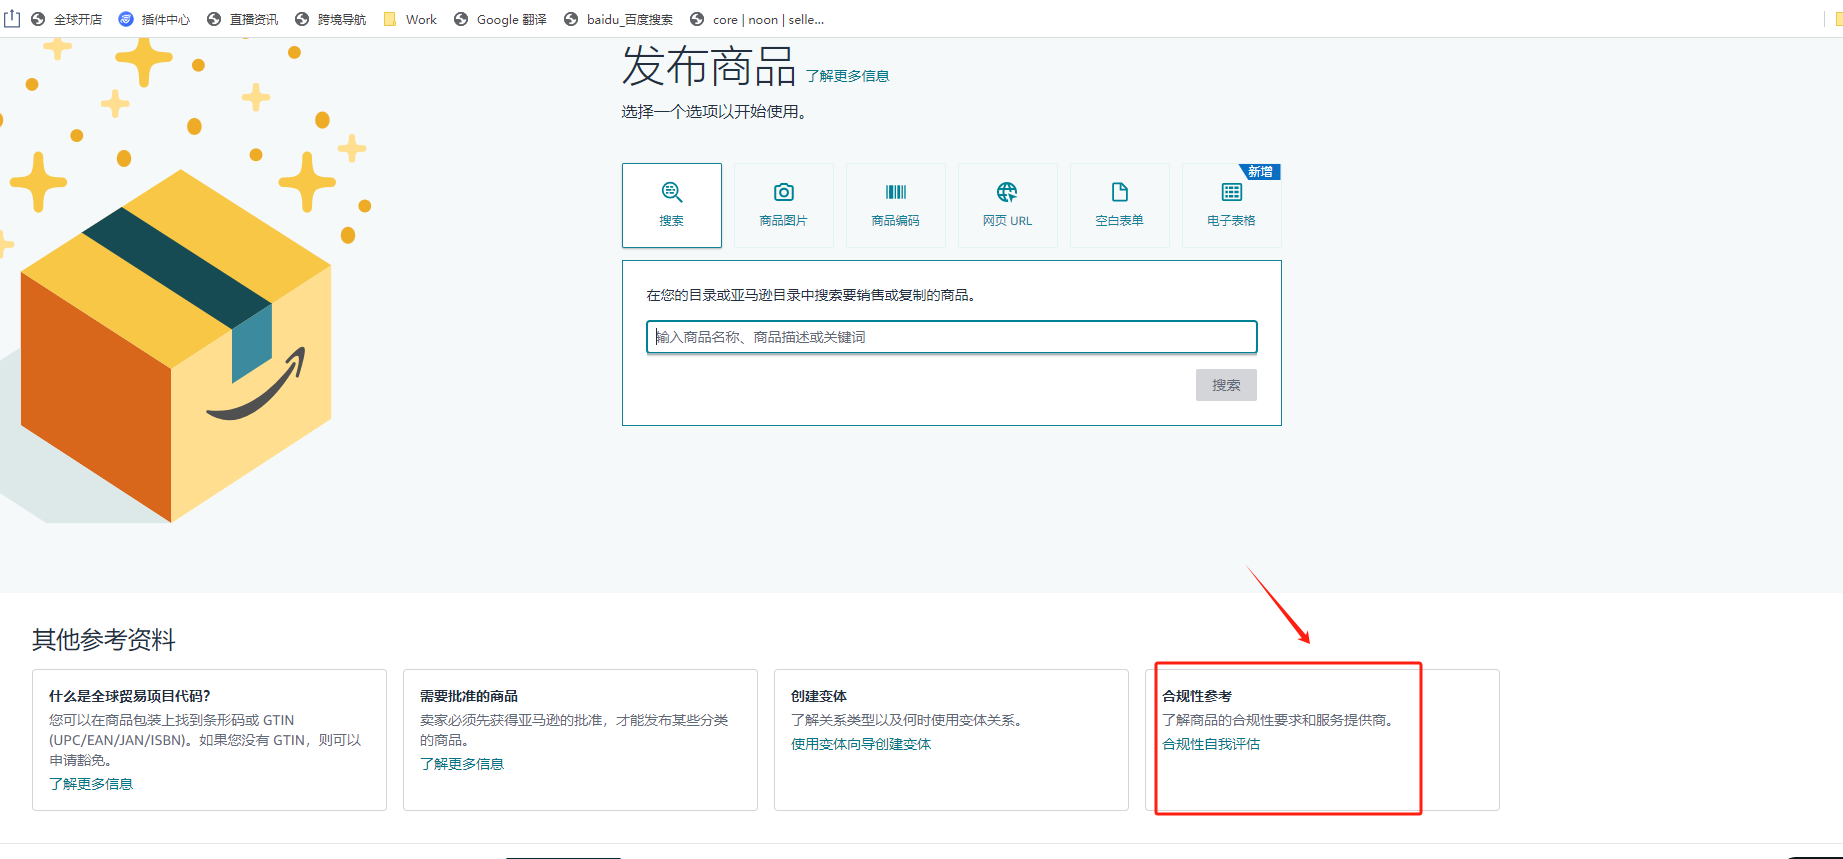 全球开店 插件中心 直播资讯 跨境导航 Work Google 翻译 baidu_百度搜索 core | noon | selle...
发布商品 了解更多信息
选择一个选项以开始使用。
新增
搜索 商品图片 商品编码 网页 URL 空白表单 电子表格
在您的目录或亚马逊目录中搜索要销售或复制的商品。
输入商品名称、商品描述或关键词
搜索
其他参考资料
什么是全球贸易项目代码？
您可以在商品包装上找到条形码或 GTIN
(UPC/EAN/JAN/ISBN)。如果您没有 GTIN，则可以
申请豁免。
了解更多信息
需要批准的商品
卖家必须先获得亚马逊的批准，才能发布某些分类
的商品。
了解更多信息
创建变体
了解关系类型以及何时使用变体关系。
使用变体向导创建变体
合规性参考
了解商品的合规性要求和服务提供商。
合规性自我评估